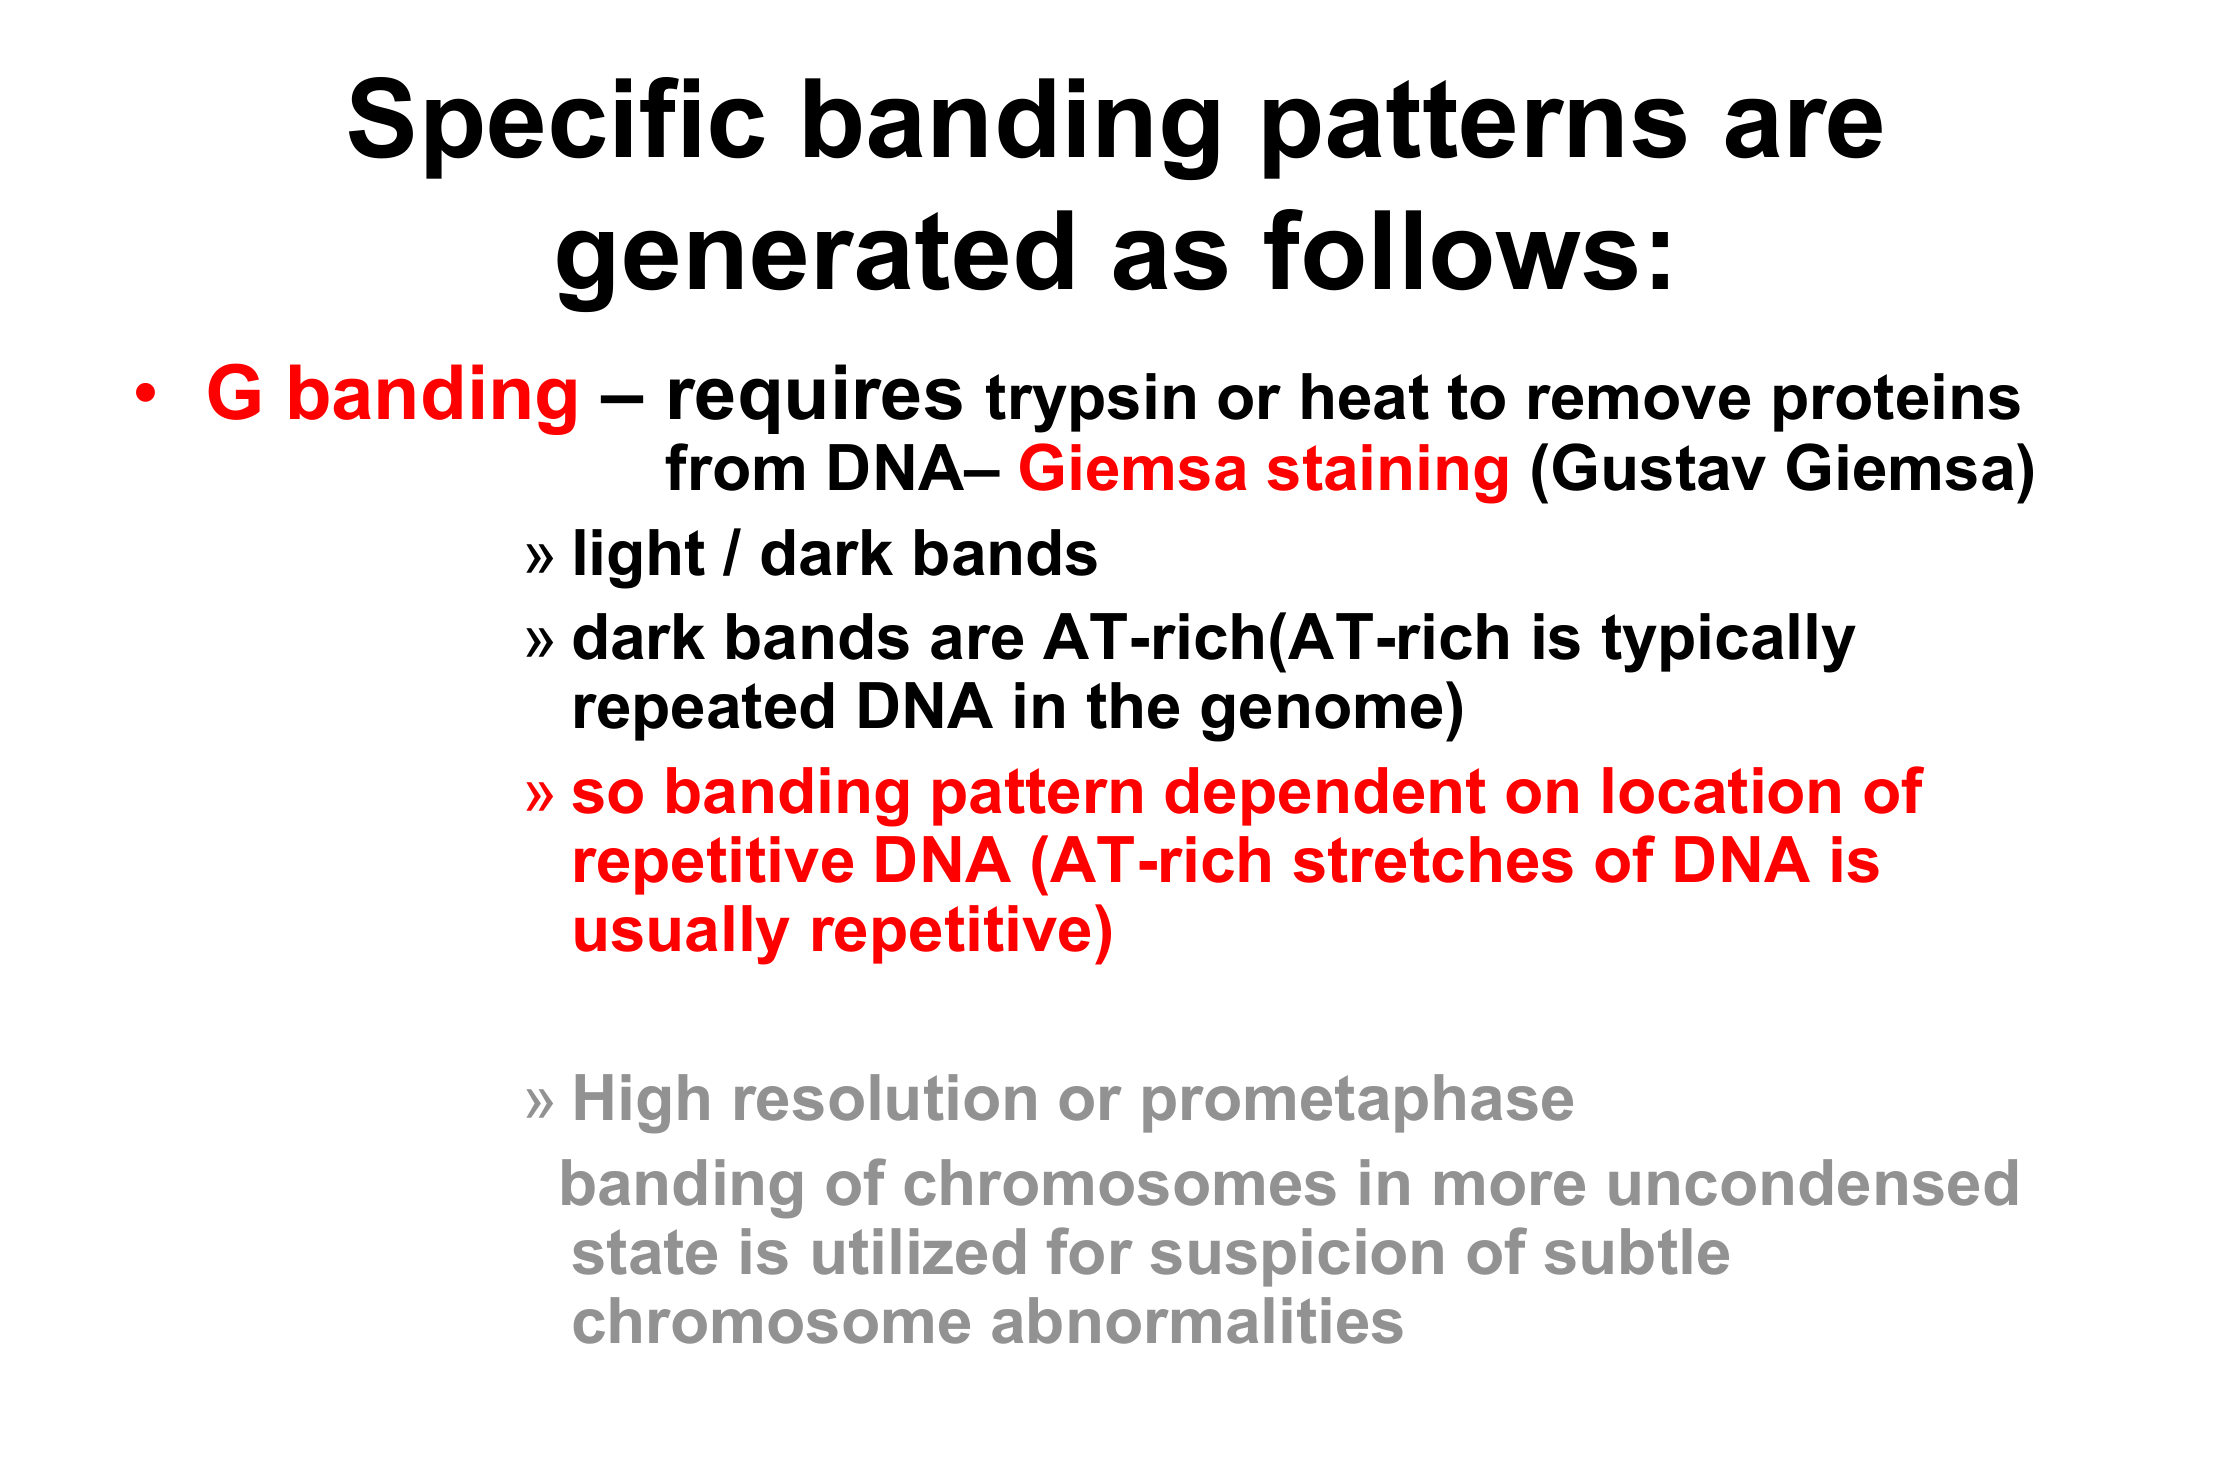 Specific banding patterns are
generated as follows:
• G banding – requires trypsin or heat to remove proteins
from DNA– Giemsa staining (Gustav Giemsa)
» light / dark bands
» dark bands are AT-rich(AT-rich is typically
repeated DNA in the genome)
» so banding pattern dependent on location of
repetitive DNA (AT-rich stretches of DNA is
usually repetitive)
» High resolution or prometaphase
banding of chromosomes in more uncondensed
state is utilized for suspicion of subtle
chromosome abnormalities